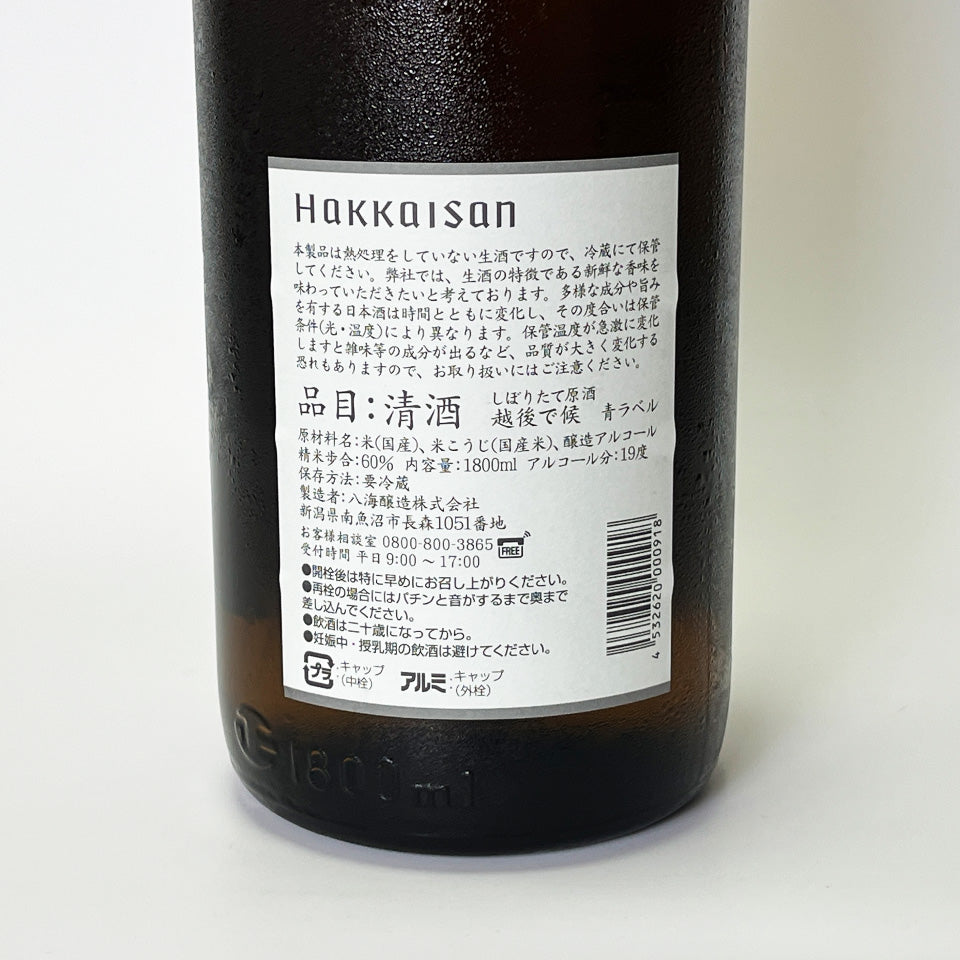 Hakkaisan
本製品は熱処理をしていない生酒ですので、冷蔵にて保管
してください。弊社では、生酒の特徴である新鮮な香味を
味わっていただきたいと考えております。多様な成分や旨み
を有する日本酒は時間とともに変化し、その度合いは保管
条件(光・温度)により異なります。保管温度が急激に変化
しますと雑味等の成分が出るなど、品質が大きく変化する
恐れもありますので、お取り扱いにはご注意ください。
品目：清酒 しぼりたて原酒
越後で候 青ラベル
原材料名：米(国産)、米こうじ(国産米)、醸造アルコール
精米歩合：60% 内容量：1800ml アルコール分：19度
保存方法：要冷蔵
製造者：八海醸造株式会社
新潟県南魚沼市長森1051番地
お客様相談室 0800-800-3865 FREE
受付時間 平日 9:00 〜 17:00
●開栓後は特に早めにお召し上がりください。
●再栓の場合にはパチンと音がするまで奥まで
差し込んでください。
●飲酒は二十歳になってから。
●妊娠中・授乳期の飲酒は避けてください。
プラ :キャップ(中栓) アルミ :キャップ(外栓)
4 532620 000918
正 1800ml